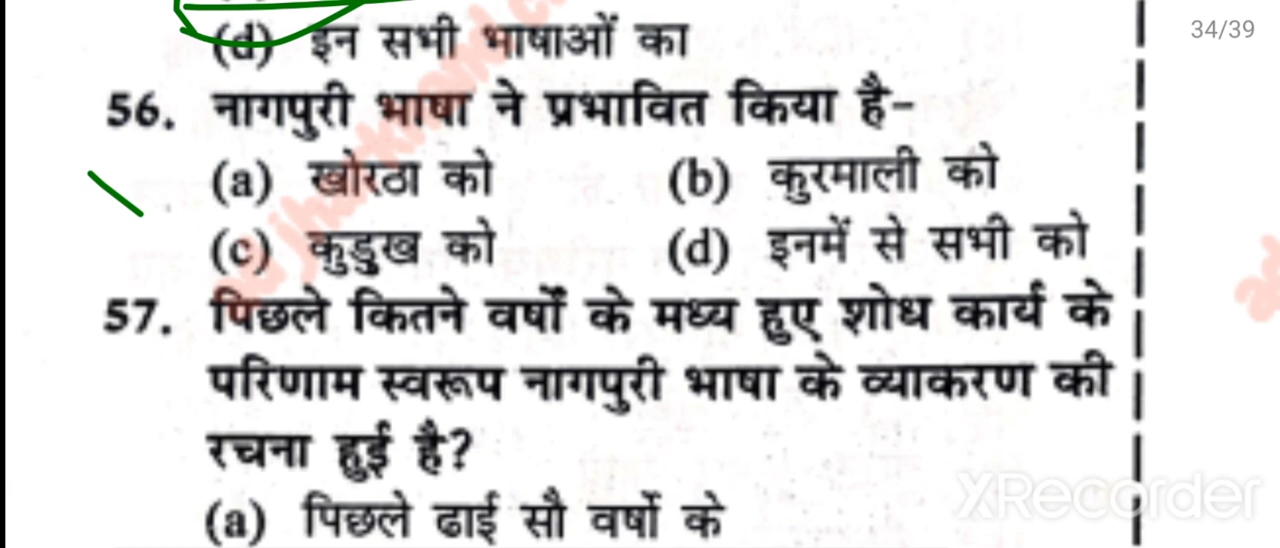 34/39
(d) इन सभी भाषाओं का
56. नागपुरी भाषा ने प्रभावित किया है-
(a) खोरठा को (b) कुरमाली को
(c) कुड़ुख को (d) इनमें से सभी को
57. पिछले कितने वर्षों के मध्य हुए शोध कार्य के
परिणाम स्वरूप नागपुरी भाषा के व्याकरण की
रचना हुई है?
(a) पिछले ढाई सौ वर्षो के
XRecorder